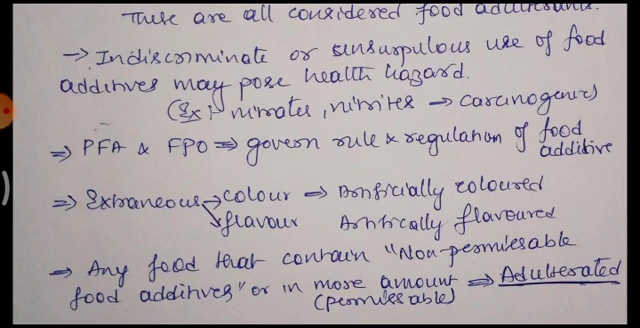 These are all considered food adulterants.
→ Indiscriminate or unsurpulous use of food
additives may pose health hazard.
(Ex :- nitrates, nitrites → carcinogenic)
⇒ PFA & FPO ⇒ govern rule & regulation of food
additive
⇒ Extraneous → colour ⇒ Artificially coloured
↘ flavour Artifically flavoured
⇒ Any food that contain "Non-permissable
food additives" or in more amount ⇒ Adulterated
(permissable)